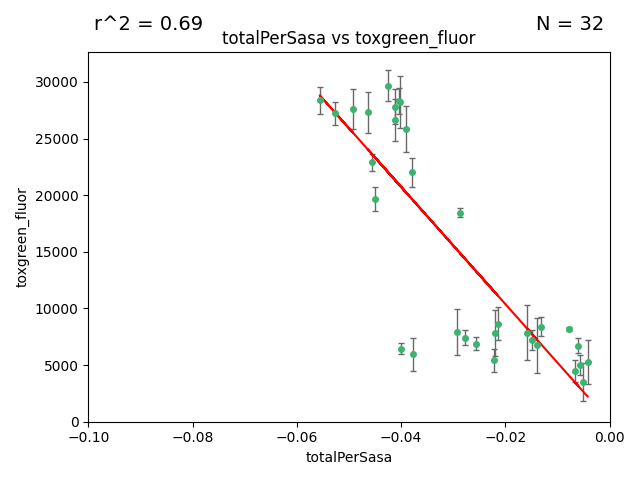 r^2 = 0.69
N = 32
totalPerSasa vs toxgreen_fluor
30000
25000
20000
15000
10000
5000
0
toxgreen_fluor
−0.10
−0.08
−0.06
−0.04
−0.02
0.00
totalPerSasa